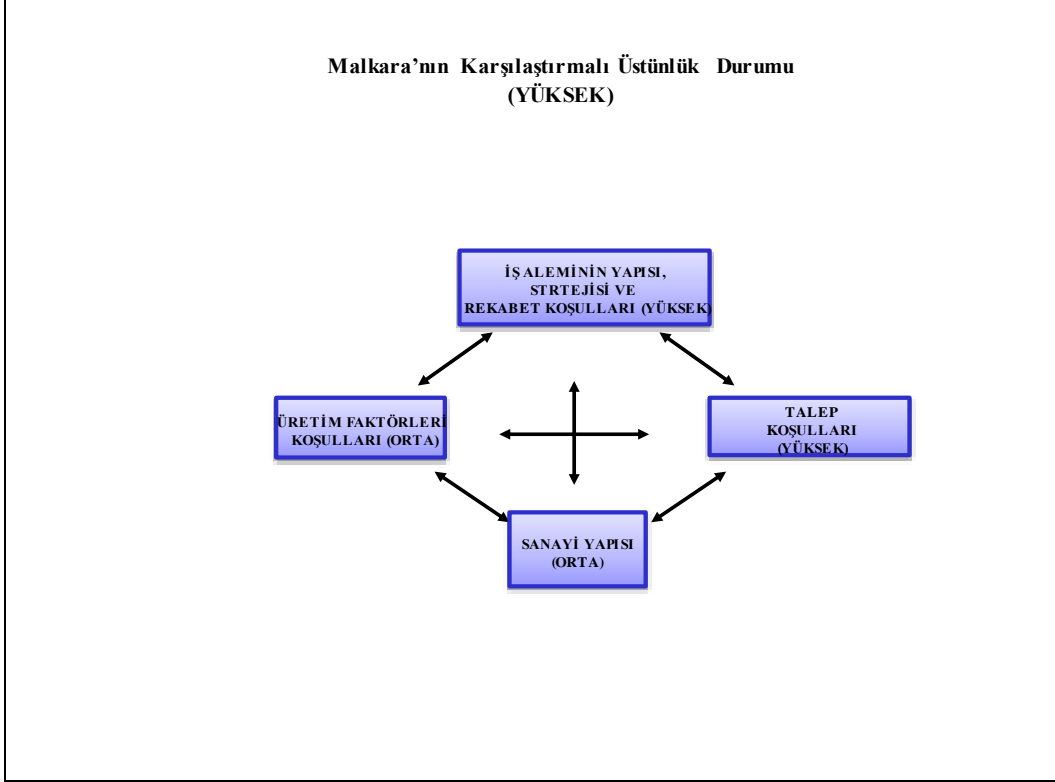 Malkara’nın Karşılaştırmalı Üstünlük Durumu
(YÜKSEK)
İŞ ALEMİNİN YAPISI,
STRTEJİSİ VE
REKABET KOŞULLARI (YÜKSEK)
ÜRETİM FAKTÖRLERİ
KOŞULLARI (ORTA)
TALEP
KOŞULLARI
(YÜKSEK)
SANAYİ YAPISI
(ORTA)